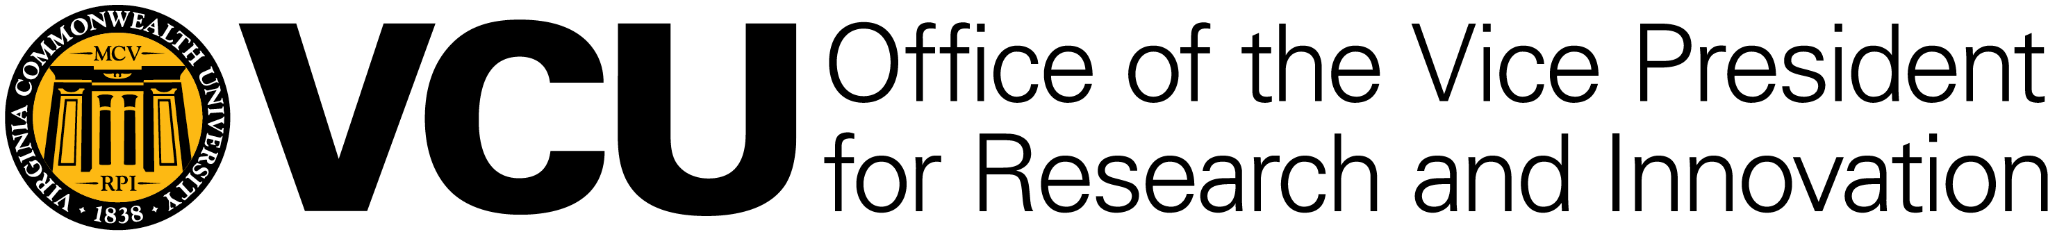 VIRGINIA COMMONWEALTH UNIVERSITY
MCV
RPI
· 1838 ·
VCU
Office of the Vice President
for Research and Innovation